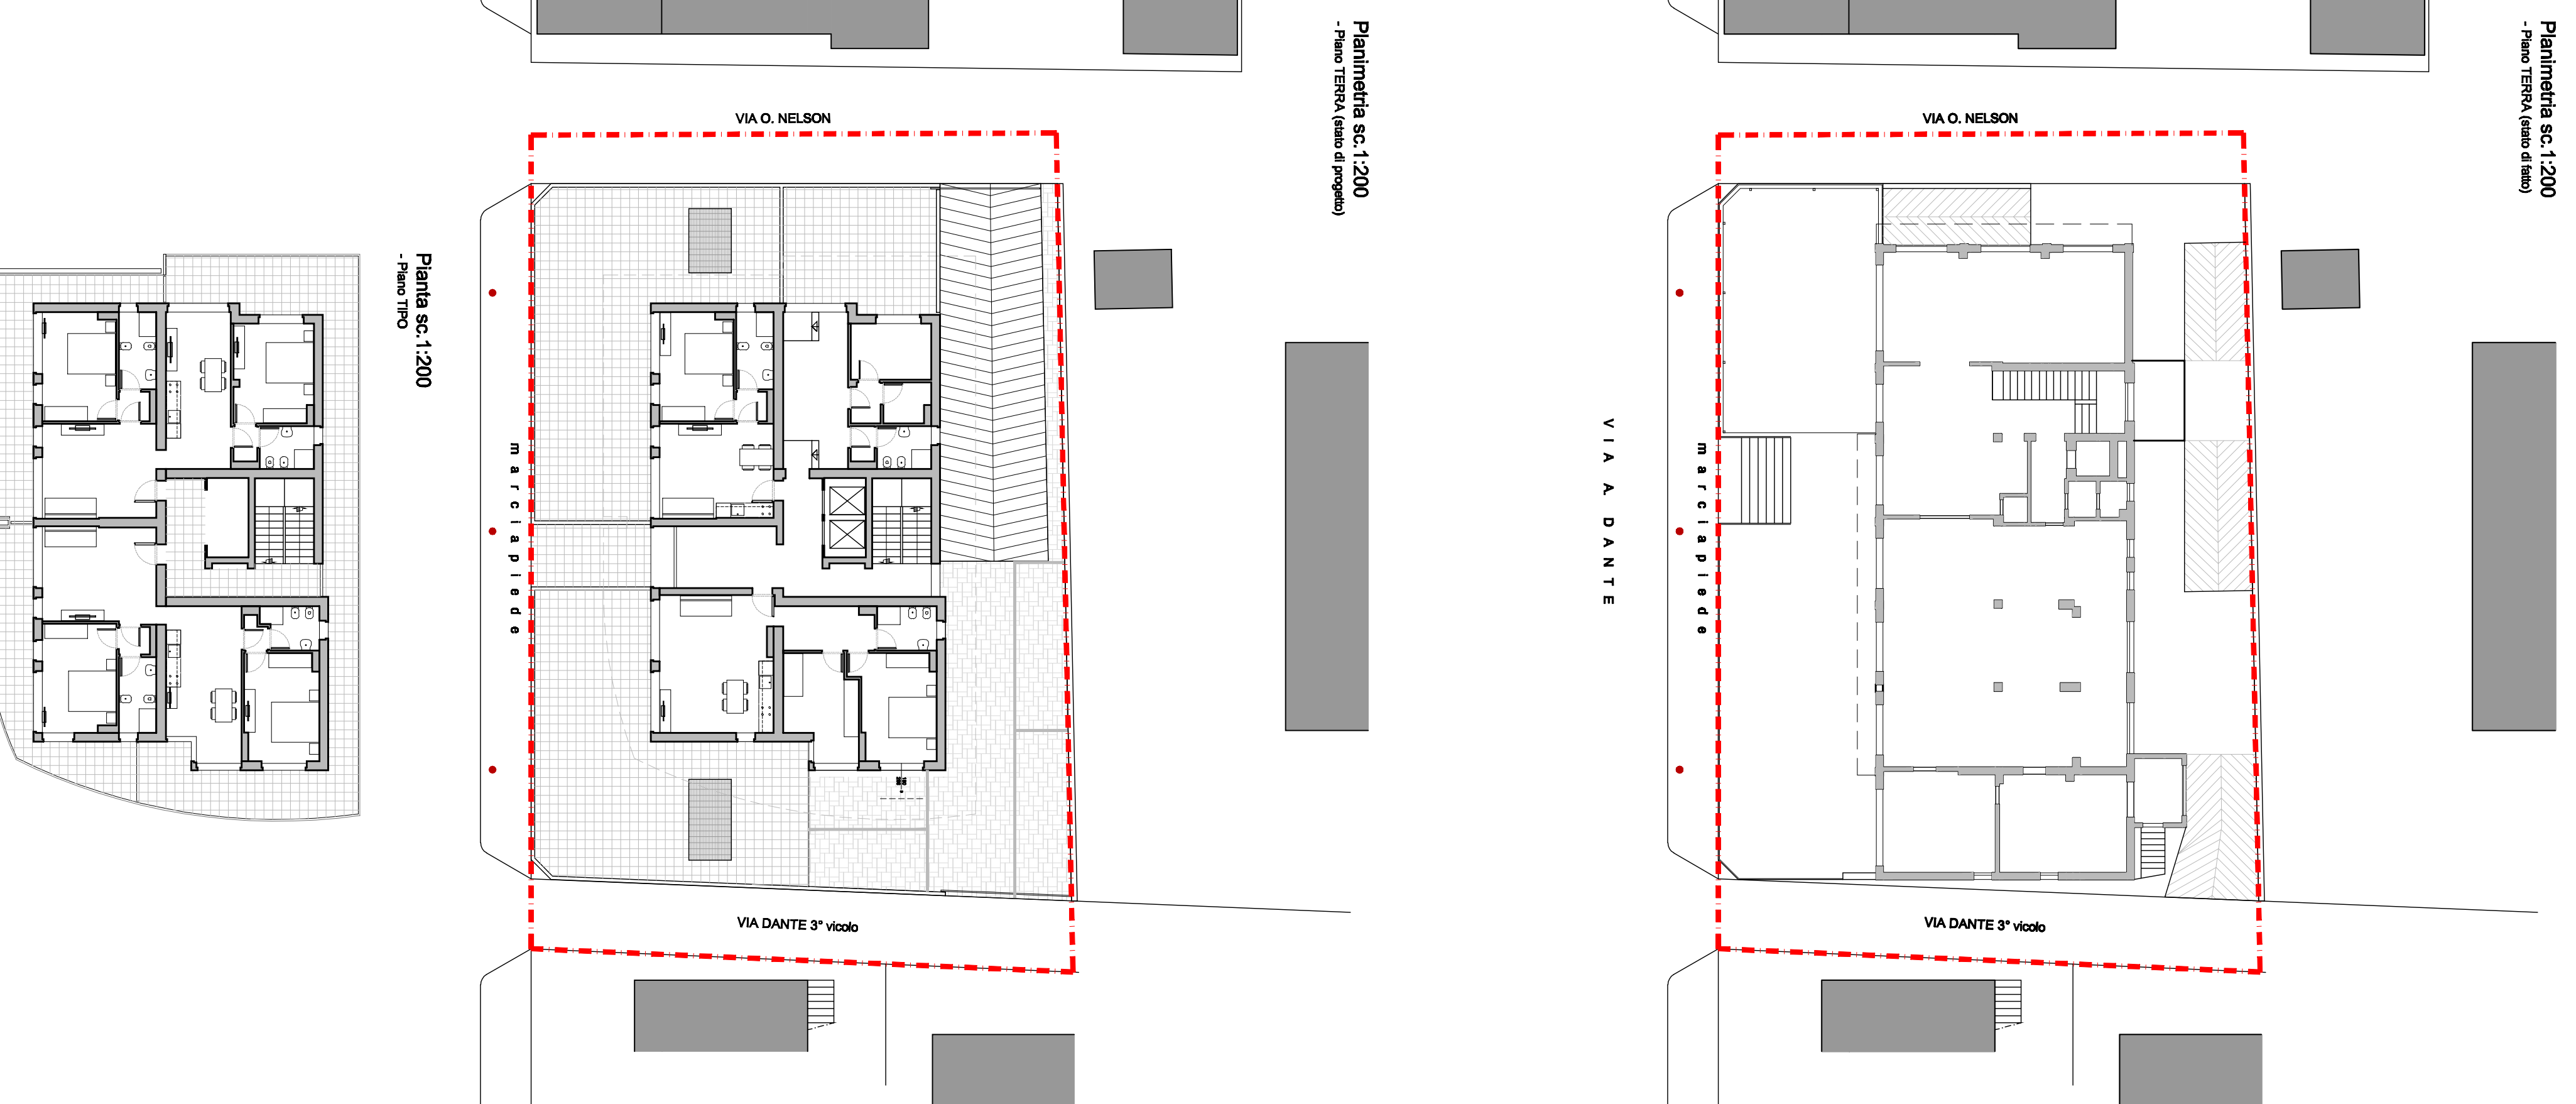 Pianta sc.1:200
- Piano TIPO
VIA O. NELSON
Planimetria sc.1:200
- Piano TERRA (stato di progetto)
marciapiede
VIA DANTE 3° vicolo
VIA O. NELSON
Planimetria sc.1:200
- Piano TERRA (stato di fatto)
VIA A. DANTE
marciapiede
VIA DANTE 3° vicolo